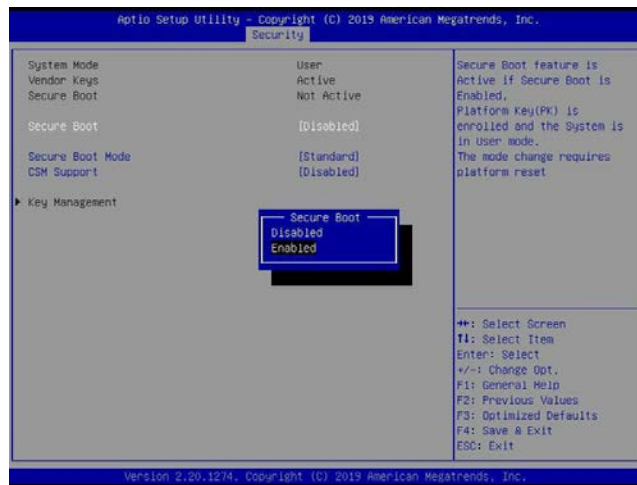 Aptio Setup Utility - Copyright (C) 2019 American Megatrends, Inc.
Security
System Mode User
Vendor Keys Active
Secure Boot Not Active
Secure Boot [Disabled]
Secure Boot Mode [Standard]
CSM Support [Disabled]
Key Management
Secure Boot
Disabled
Enabled
Secure Boot feature is
Active if Secure Boot is
Enabled,
Platform Key(PK) is
enrolled and the System is
in User mode.
The mode change requires
platform reset
→←: Select Screen
↑↓: Select Item
Enter: Select
+/-: Change Opt.
F1: General Help
F2: Previous Values
F3: Optimized Defaults
F4: Save & Exit
ESC: Exit
Version 2.20.1274. Copyright (C) 2019 American Megatrends, Inc.